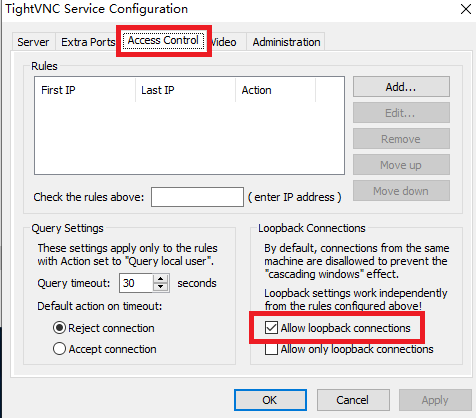 TightVNC Service Configuration
Server Extra Ports Access Control Video Administration
Rules
First IP Last IP Action
Add...
Edit...
Remove
Move up
Move down
Check the rules above: ( enter IP address )
Query Settings
These settings apply only to the rules
with Action set to "Query local user".
Query timeout: 30 seconds
Default action on timeout:
Reject connection
Accept connection
Loopback Connections
By default, connections from the same
machine are disallowed to prevent the
"cascading windows" effect.
Loopback settings work independently
from the rules configured above!
Allow loopback connections
Allow only loopback connections
OK Cancel Apply